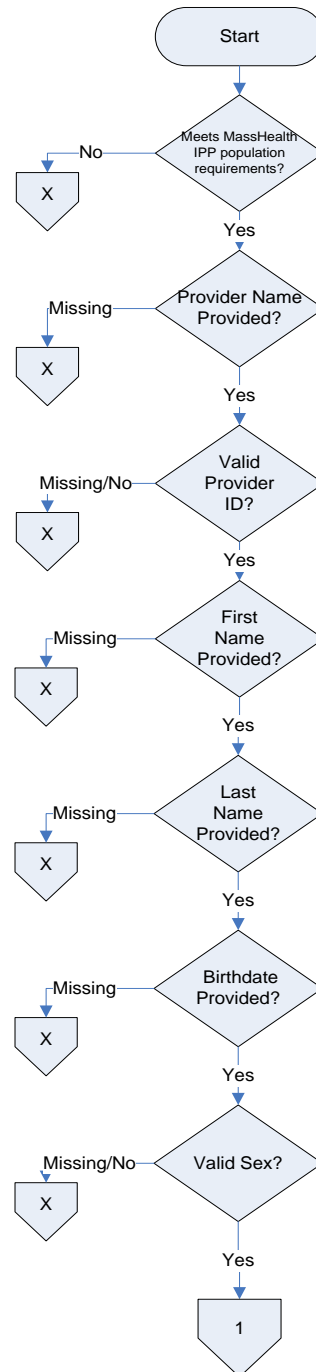 Start
Meets MassHealth
IPP population
requirements?
No
X
Yes
Provider Name
Provided?
Missing
X
Yes
Valid
Provider
ID?
Missing/No
X
Yes
First
Name
Provided?
Missing
X
Yes
Last
Name
Provided?
Missing
X
Yes
Birthdate
Provided?
Missing
X
Yes
Valid Sex?
Missing/No
X
Yes
1